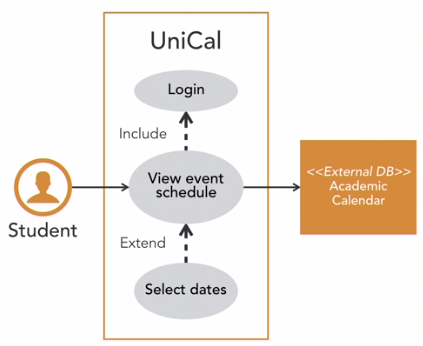 UniCal
Login
Include
View event
schedule
<<External DB>>
Academic
Calendar
Student
Extend
Select dates